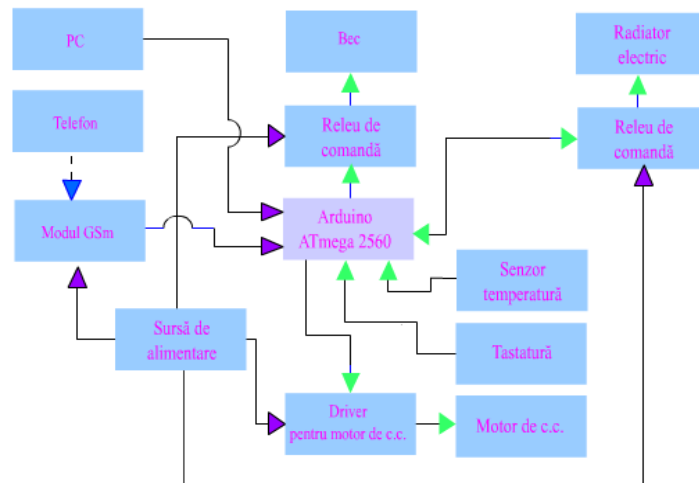 PC
Bec
Radiator
electric
Telefon
Releu de
comandă
Releu de
comandă
Modul GSm
Arduino
ATmega 2560
Senzor
temperatură
Sursă de
alimentare
Tastatură
Driver
pentru motor de c.c.
Motor de c.c.